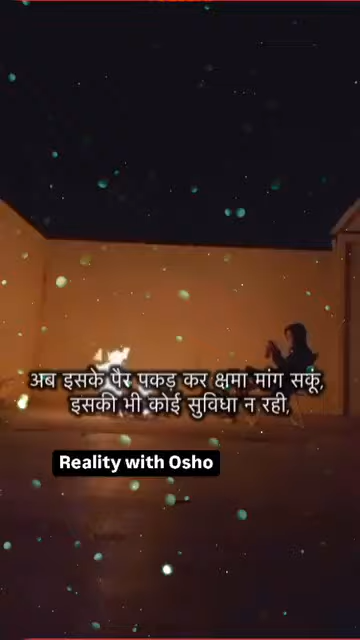 अब इसके पैर पकड़ कर क्षमा मांग सकूं,
इसकी भी कोई सुविधा न रही,
Reality with Osho